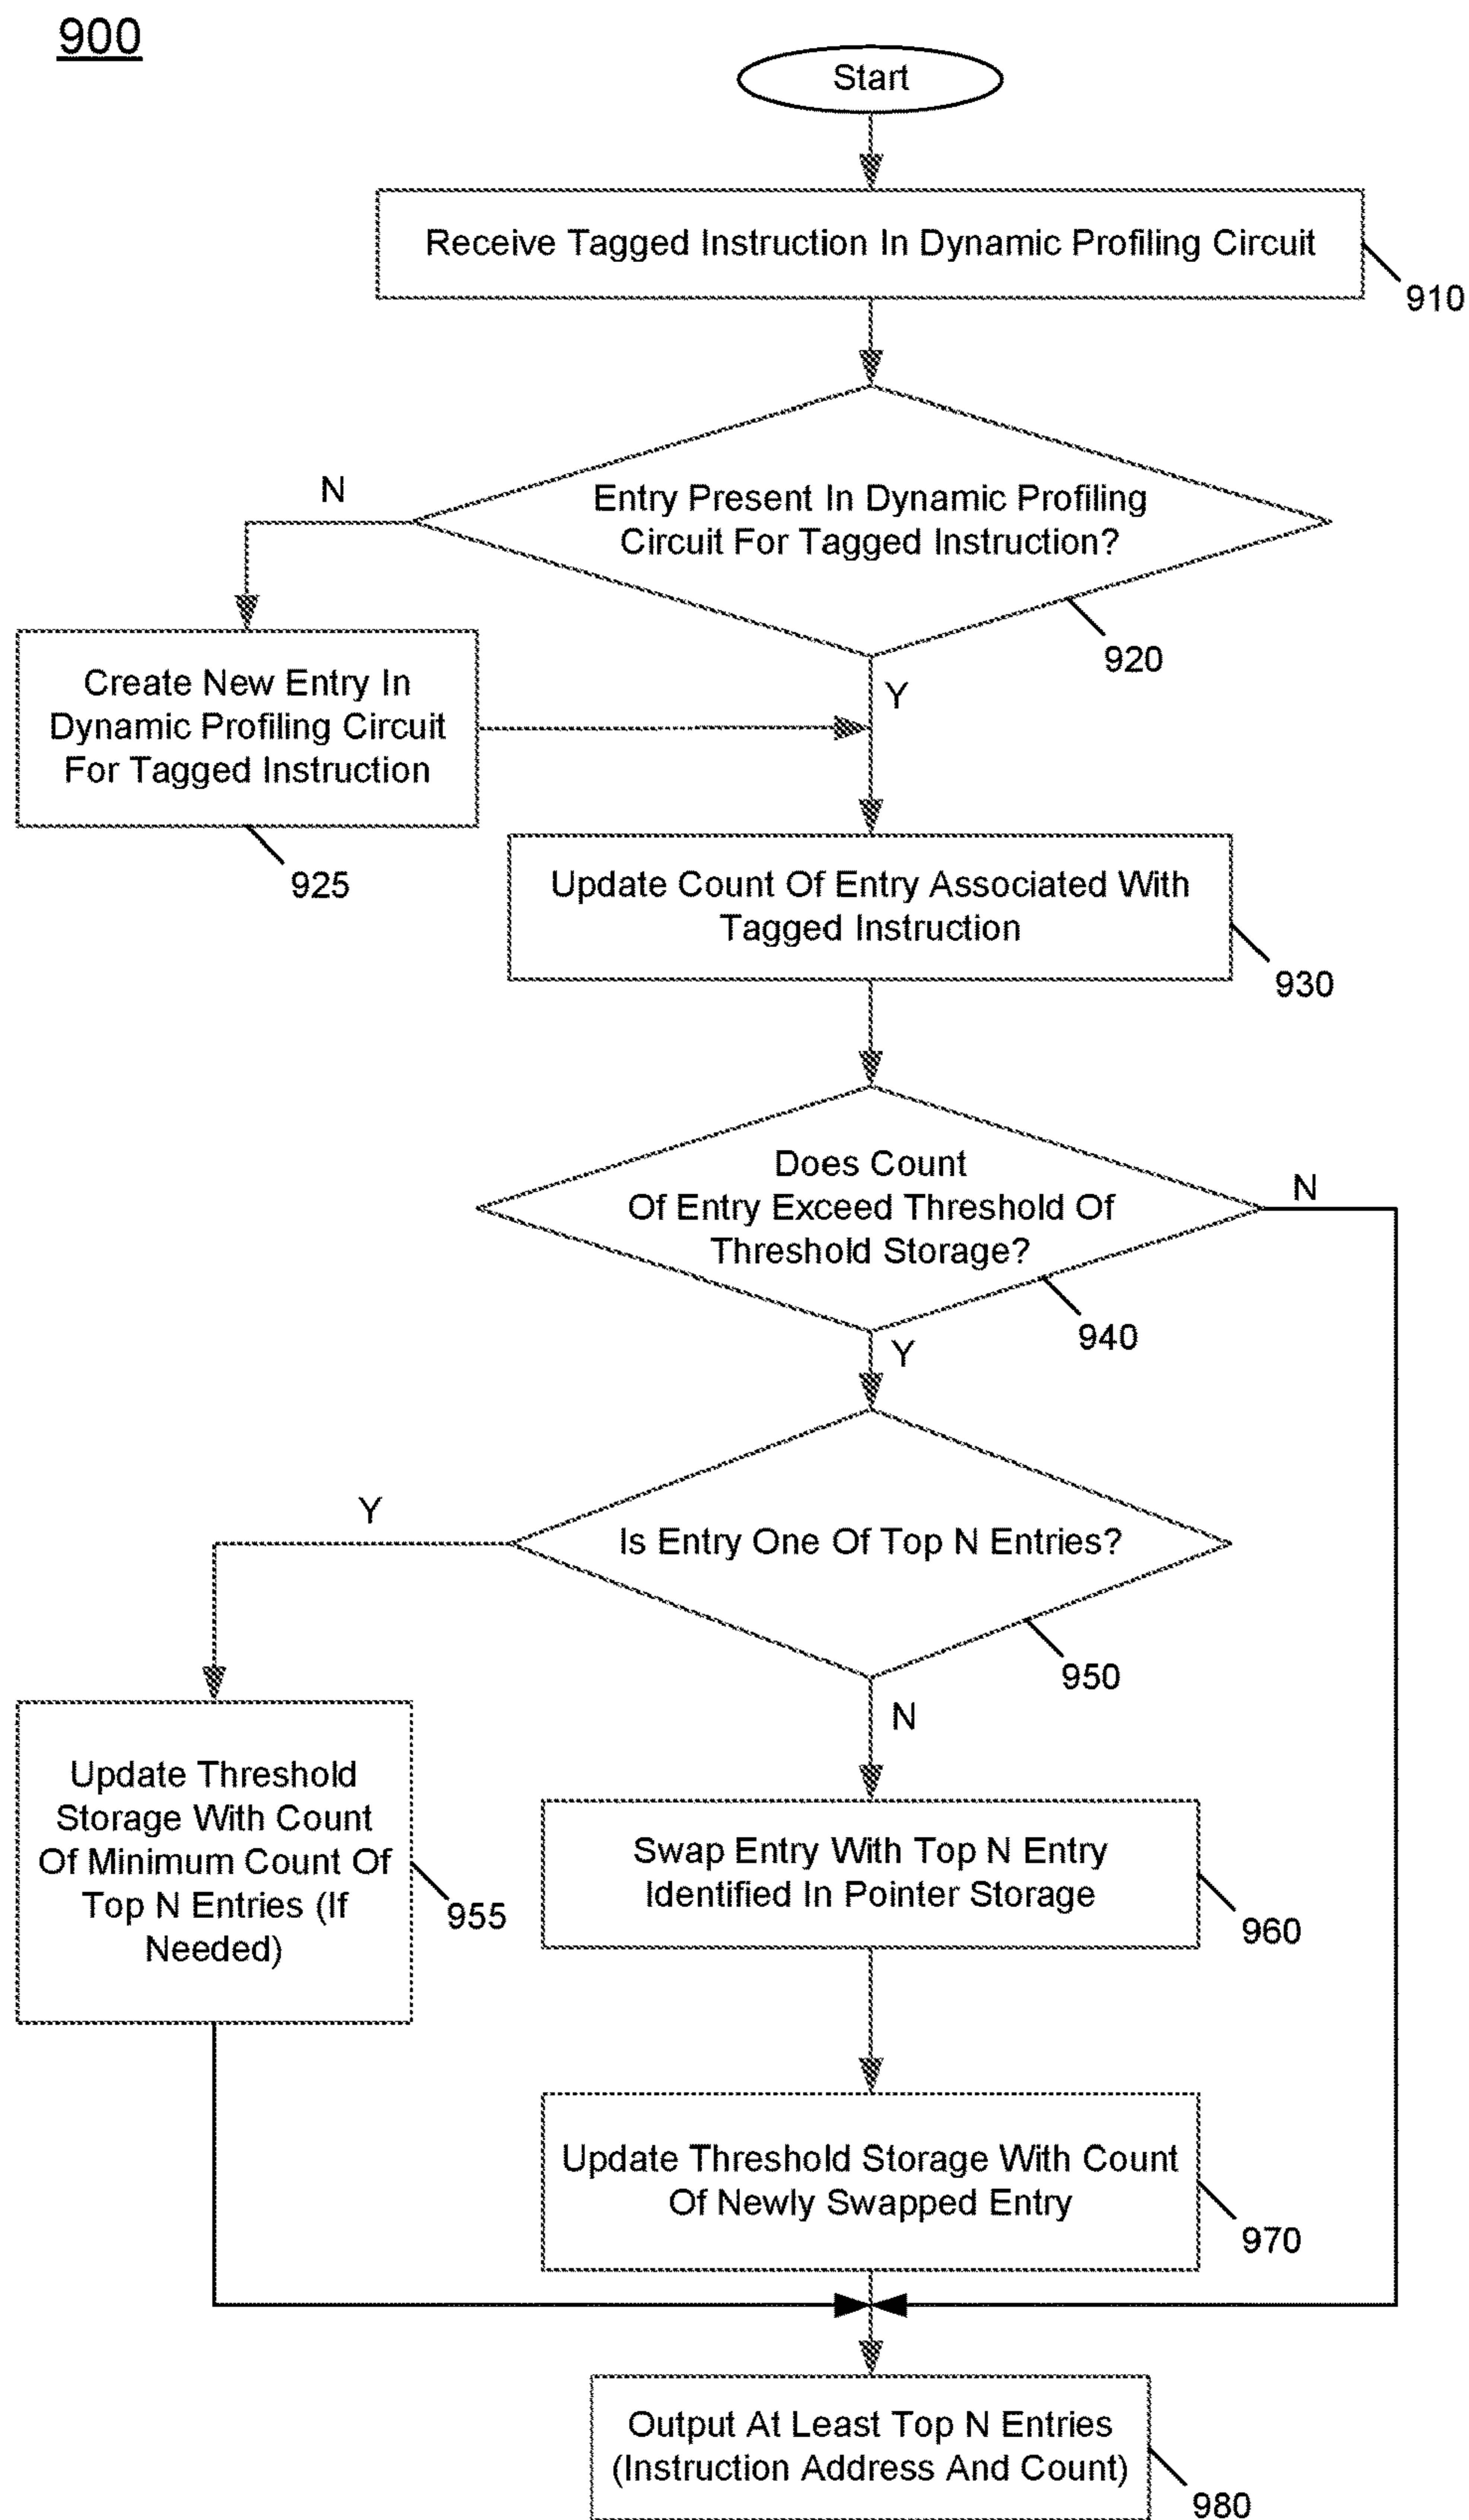 900
Start
Receive Tagged Instruction In Dynamic Profiling Circuit
910
N
Entry Present In Dynamic Profiling
Circuit For Tagged Instruction?
920
Y
Create New Entry In
Dynamic Profiling Circuit
For Tagged Instruction
925
Update Count Of Entry Associated With
Tagged Instruction
930
Does Count
Of Entry Exceed Threshold Of
Threshold Storage?
N
940
Y
Y
Is Entry One Of Top N Entries?
950
N
Update Threshold
Storage With Count
Of Minimum Count Of
Top N Entries (If
Needed)
955
Swap Entry With Top N Entry
Identified In Pointer Storage
960
Update Threshold Storage With Count
Of Newly Swapped Entry
970
Output At Least Top N Entries
(Instruction Address And Count)
980